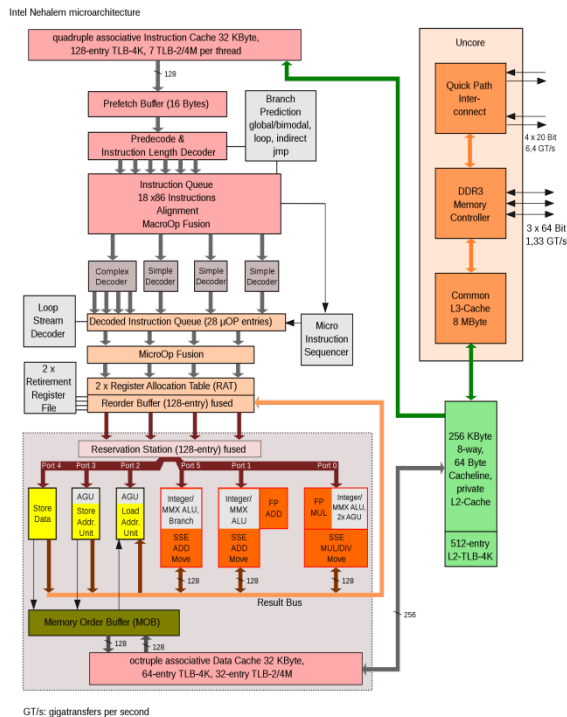 Intel Nehalem microarchitecture
quadruple associative Instruction Cache 32 KByte,
128-entry TLB-4K, 7 TLB-2/4M per thread
128
Prefetch Buffer (16 Bytes)
Predecode &
Instruction Length Decoder
Branch
Prediction
global/bimodal,
loop, indirect
jmp
Instruction Queue
18 x86 Instructions
Alignment
MacroOp Fusion
Complex
Decoder
Simple
Decoder
Simple
Decoder
Simple
Decoder
Loop
Stream
Decoder
Decoded Instruction Queue (28 µOP entries)
Micro
Instruction
Sequencer
MicroOp Fusion
2 x
Retirement
Register
File
2 x Register Allocation Table (RAT)
Reorder Buffer (128-entry) fused
Reservation Station (128-entry) fused
Port 4
Port 3
Port 2
Port 5
Port 1
Port 0
Store
Data
AGU
Store
Addr.
Unit
AGU
Load
Addr.
Unit
Integer/
MMX ALU,
Branch
SSE
ADD
Move
Integer/
MMX
ALU
FP
ADD
SSE
ADD
Move
FP
MUL
Integer/
MMX ALU,
2x AGU
SSE
MUL/DIV
Move
128
128
128
Result Bus
Memory Order Buffer (MOB)
128
128
octruple associative Data Cache 32 KByte,
64-entry TLB-4K, 32-entry TLB-2/4M
256
Uncore
Quick Path
Inter-
connect
4 x 20 Bit
6,4 GT/s
DDR3
Memory
Controller
3 x 64 Bit
1,33 GT/s
Common
L3-Cache
8 MByte
256 KByte
8-way,
64 Byte
Cacheline,
private
L2-Cache
512-entry
L2-TLB-4K
GT/s: gigatransfers per second